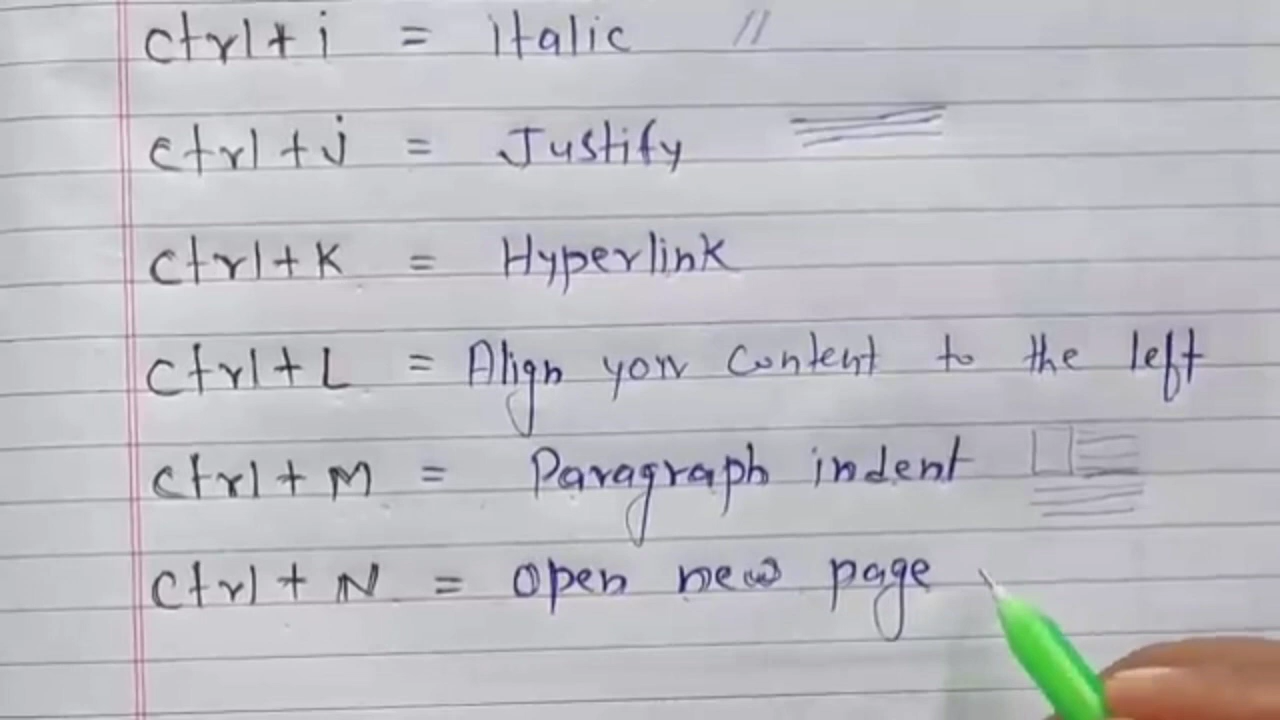 ctrl+i = italic
ctrl+j = Justify
ctrl+K = Hyperlink
ctrl+L = Align your content to the left
ctrl+M = Paragraph indent
ctrl+N = open new page